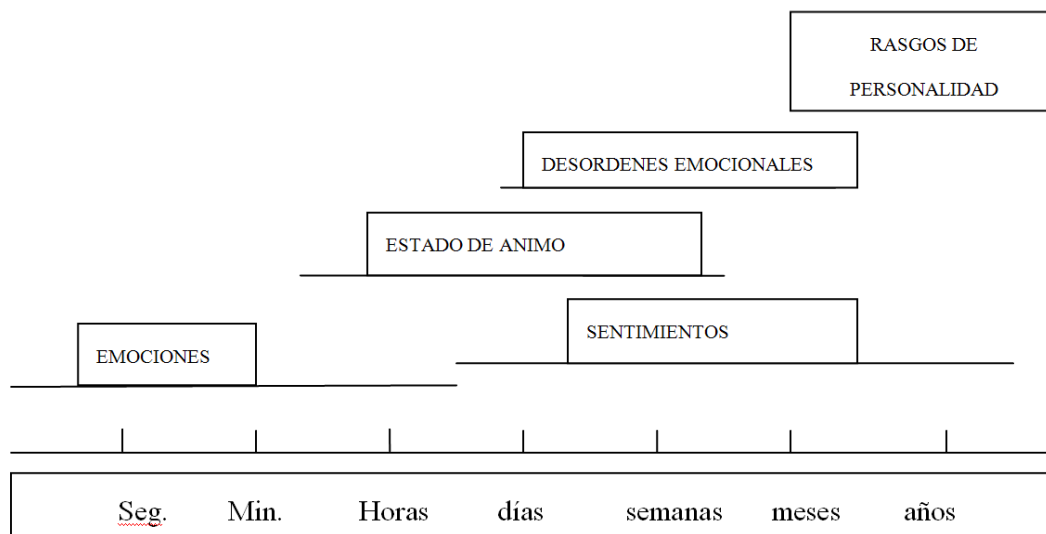 RASGOS DE
PERSONALIDAD
DESORDENES EMOCIONALES
ESTADO DE ANIMO
SENTIMIENTOS
EMOCIONES
Seg. Min. Horas días semanas meses años